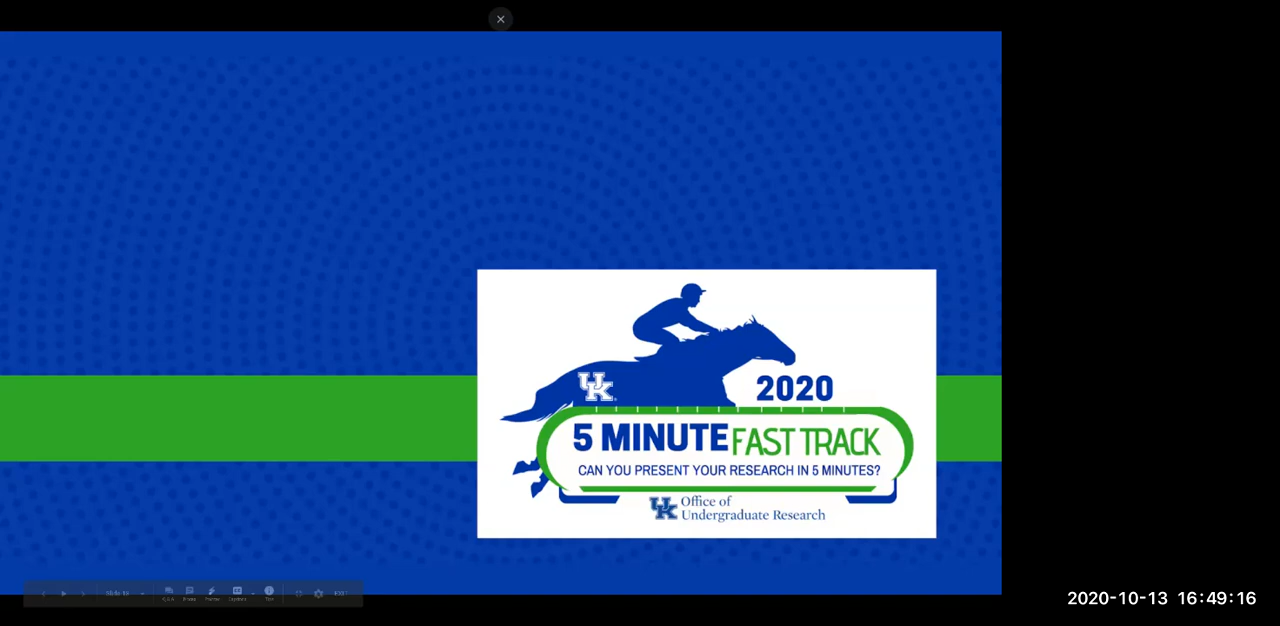 UK
2020
5 MINUTE FAST TRACK
CAN YOU PRESENT YOUR RESEARCH IN 5 MINUTES?
UK Office of
Undergraduate Research
2020-10-13 16:49:16